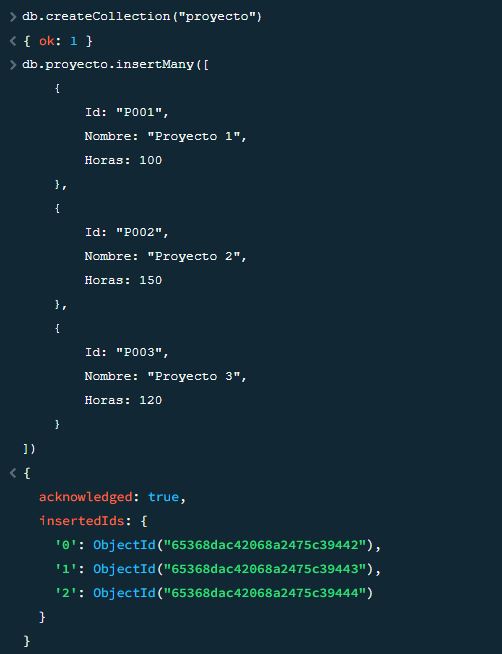 > db.createCollection("proyecto")
< { ok: 1 }
> db.proyecto.insertMany([
    {
        Id: "P001",
        Nombre: "Proyecto 1",
        Horas: 100
    },
    {
        Id: "P002",
        Nombre: "Proyecto 2",
        Horas: 150
    },
    {
        Id: "P003",
        Nombre: "Proyecto 3",
        Horas: 120
    }
])
< {
  acknowledged: true,
  insertedIds: {
    '0': ObjectId("65368dac42068a2475c39442"),
    '1': ObjectId("65368dac42068a2475c39443"),
    '2': ObjectId("65368dac42068a2475c39444")
  }
}